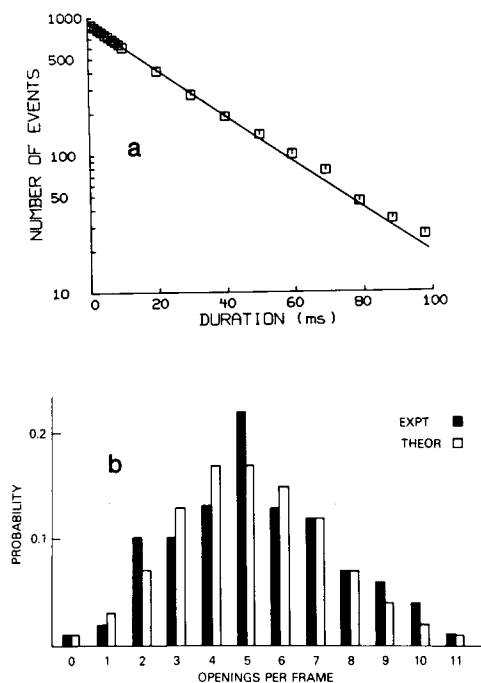 1000
500
100
50
10
NUMBER OF EVENTS
a
0 20 40 60 80 100
DURATION (ms)
b
EXPT
THEOR
0.2
0.1
PROBABILITY
0 1 2 3 4 5 6 7 8 9 10 11
OPENINGS PER FRAME